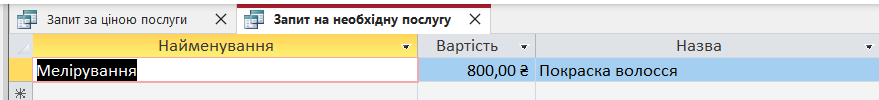 Запит за ціною послуги Запит на необхідну послугу
Найменування Вартість Назва
Мелірування 800,00 ₴ Покраска волосся